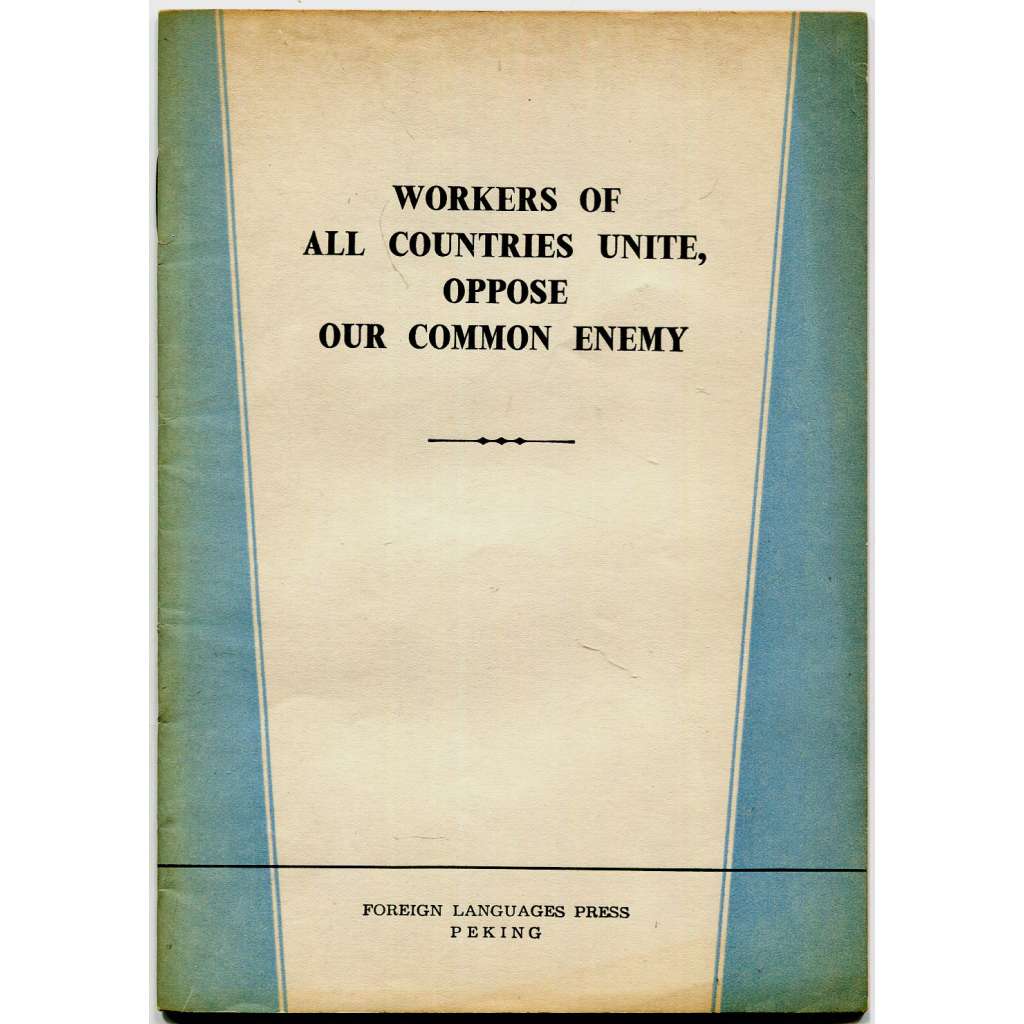 WORKERS OF
ALL COUNTRIES UNITE,
OPPOSE
OUR COMMON ENEMY
FOREIGN LANGUAGES PRESS
PEKING